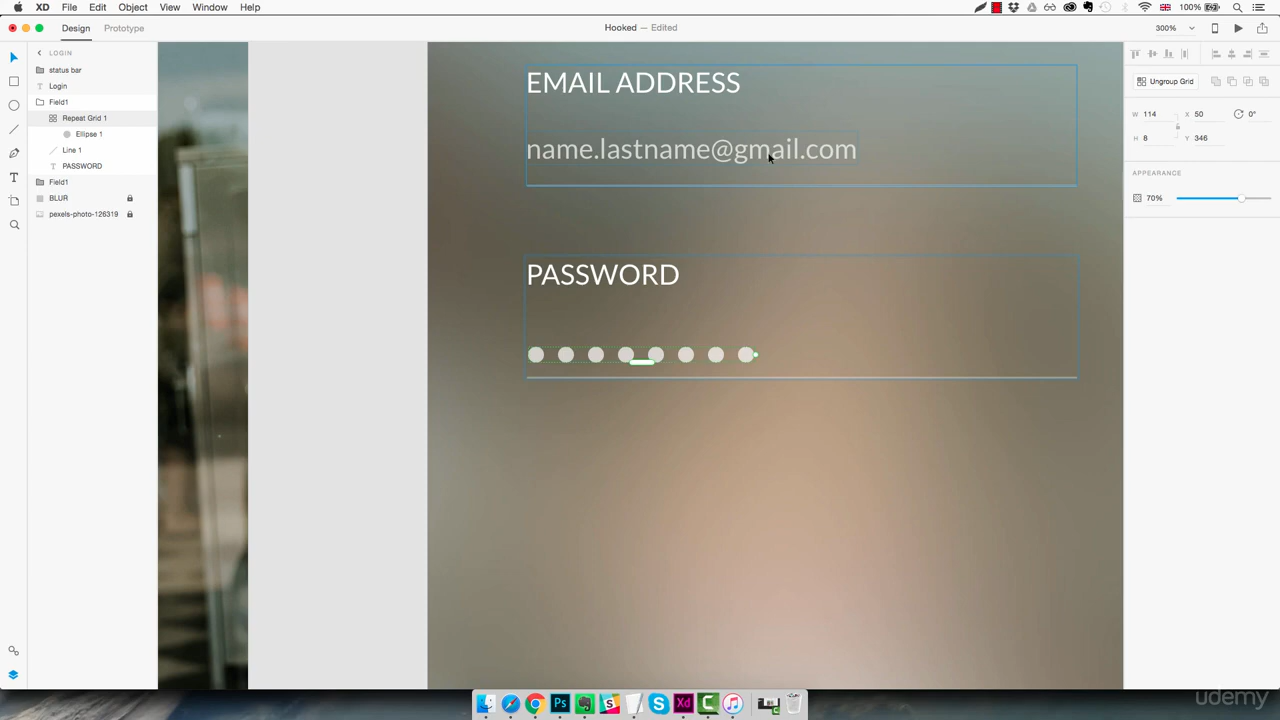 XD File Edit Object View Window Help 100%
Design Prototype Hooked — Edited 300%
LOGIN
status bar
Login
Field1
Repeat Grid 1
Ellipse 1
Line 1
PASSWORD
Field1
BLUR
pexels-photo-126319
EMAIL ADDRESS
name.lastname@gmail.com
PASSWORD
Ungroup Grid
W 114 X 50 0°
H 8 Y 346
APPEARANCE
70%
Ps S Xd C
udemy